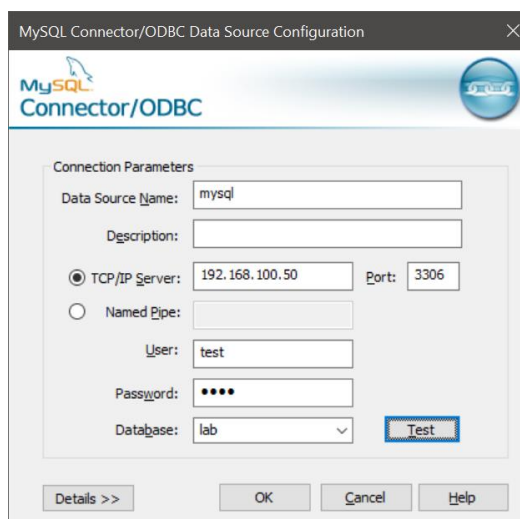 MySQL Connector/ODBC Data Source Configuration
MySQL
Connector/ODBC
Connection Parameters
Data Source Name: mysql
Description:
TCP/IP Server: 192.168.100.50 Port: 3306
Named Pipe:
User: test
Password: ••••
Database: lab Test
Details >> OK Cancel Help